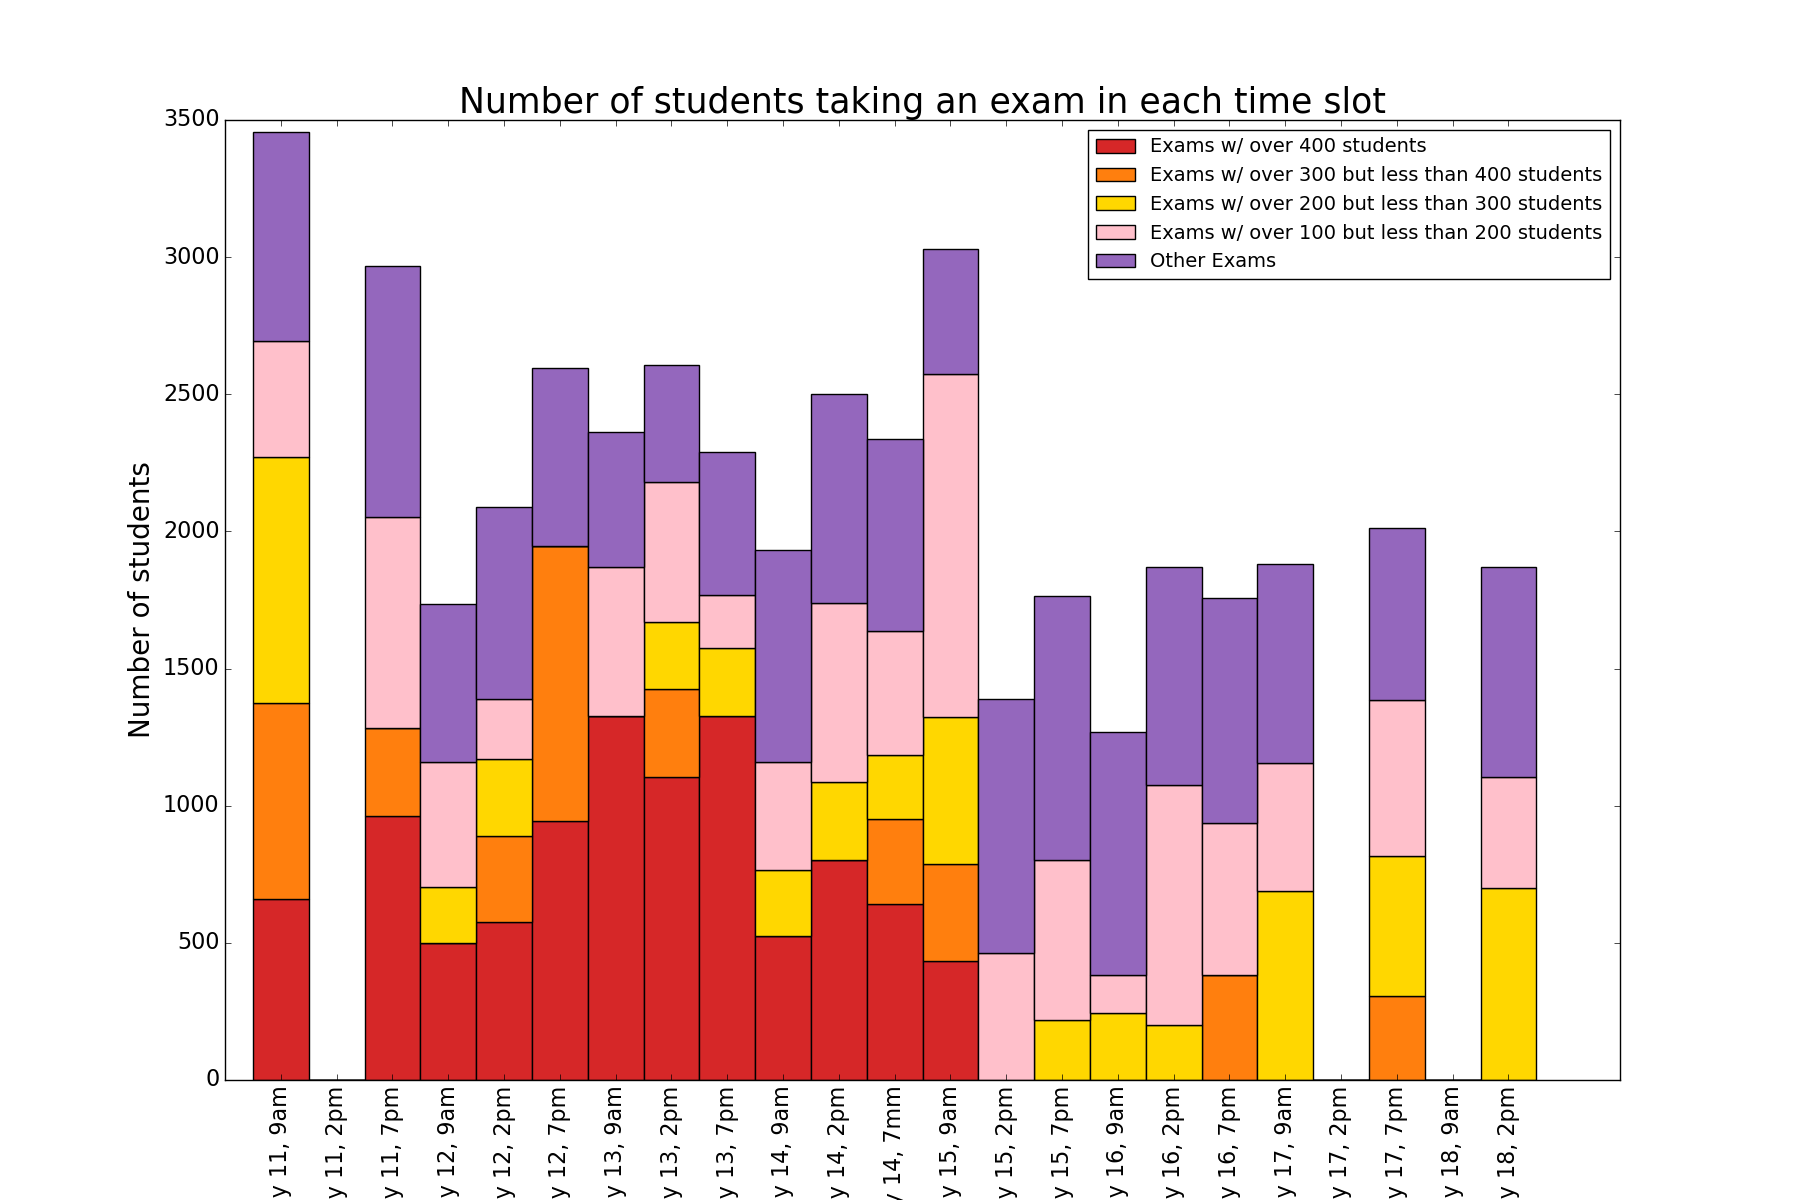 Number of students taking an exam in each time slot
Exams w/ over 400 students
Exams w/ over 300 but less than 400 students
Exams w/ over 200 but less than 300 students
Exams w/ over 100 but less than 200 students
Other Exams
Number of students
3500
3000
2500
2000
1500
1000
500
0
y 11, 9am
y 11, 2pm
y 11, 7pm
y 12, 9am
y 12, 2pm
y 12, 7pm
y 13, 9am
y 13, 2pm
y 13, 7pm
y 14, 9am
y 14, 2pm
y 14, 7mm
y 15, 9am
y 15, 2pm
y 15, 7pm
y 16, 9am
y 16, 2pm
y 16, 7pm
y 17, 9am
y 17, 2pm
y 17, 7pm
y 18, 9am
y 18, 2pm